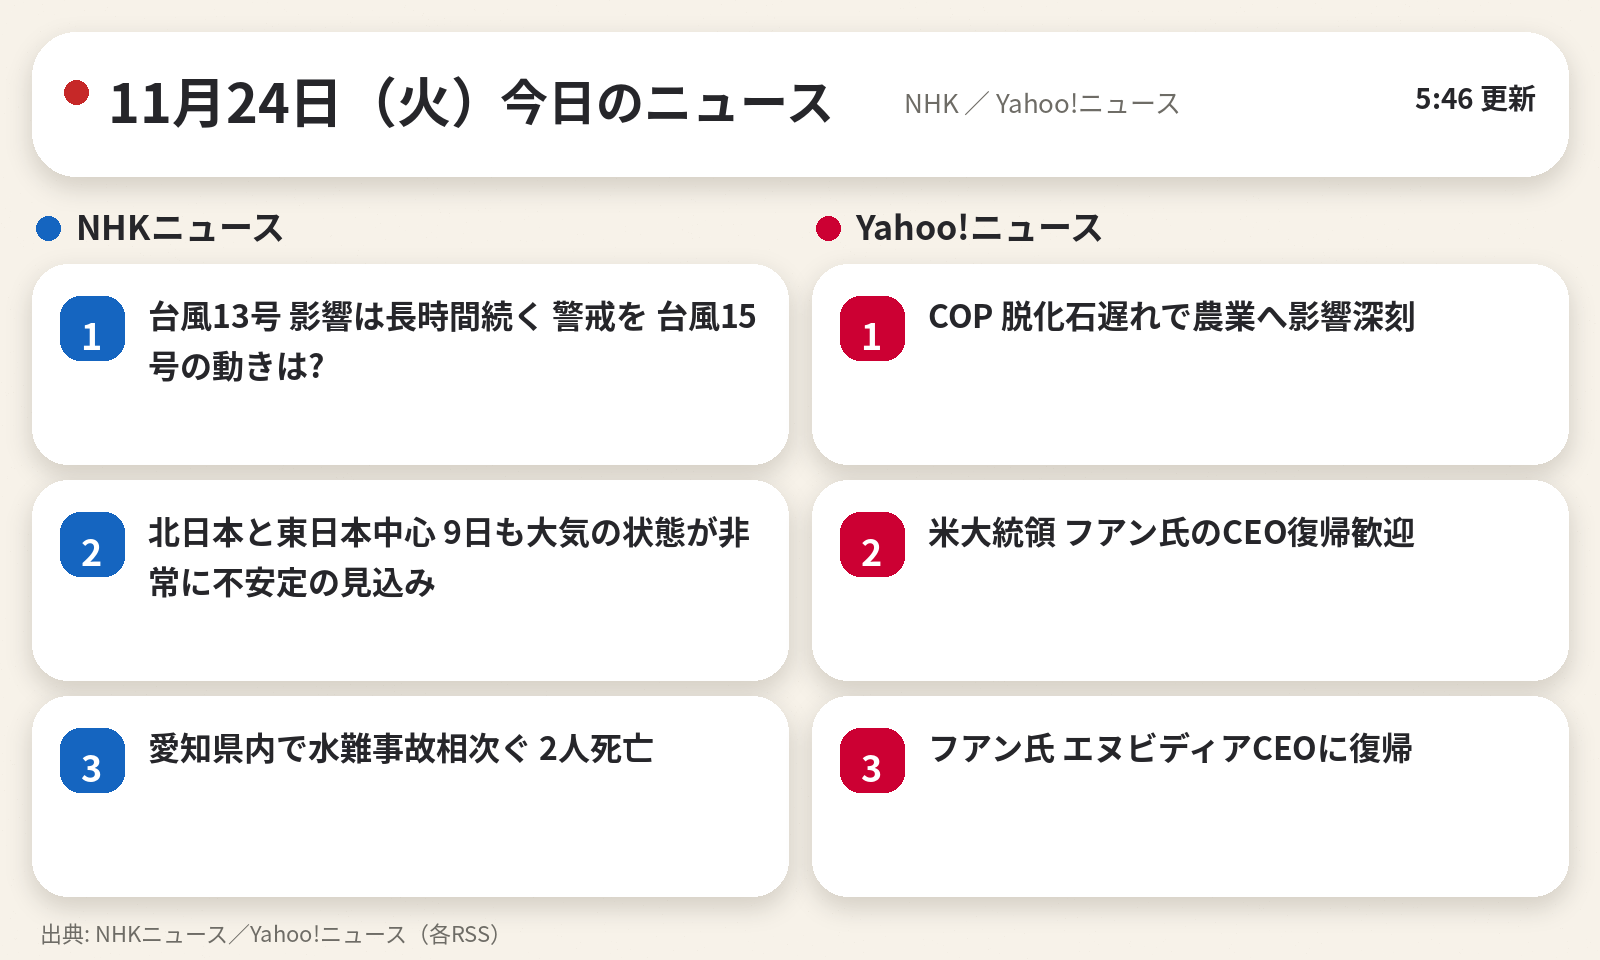 11月24日（火）今日のニュース
NHK ／ Yahoo!ニュース
5:46 更新
NHKニュース
1
台風13号 影響は長時間続く 警戒を 台風15
号の動きは?
2
北日本と東日本中心 9日も大気の状態が非
常に不安定の見込み
3
愛知県内で水難事故相次ぐ 2人死亡
Yahoo!ニュース
1
COP 脱化石遅れで農業へ影響深刻
2
米大統領 フアン氏のCEO復帰歓迎
3
フアン氏 エヌビディアCEOに復帰
出典: NHKニュース／Yahoo!ニュース（各RSS）